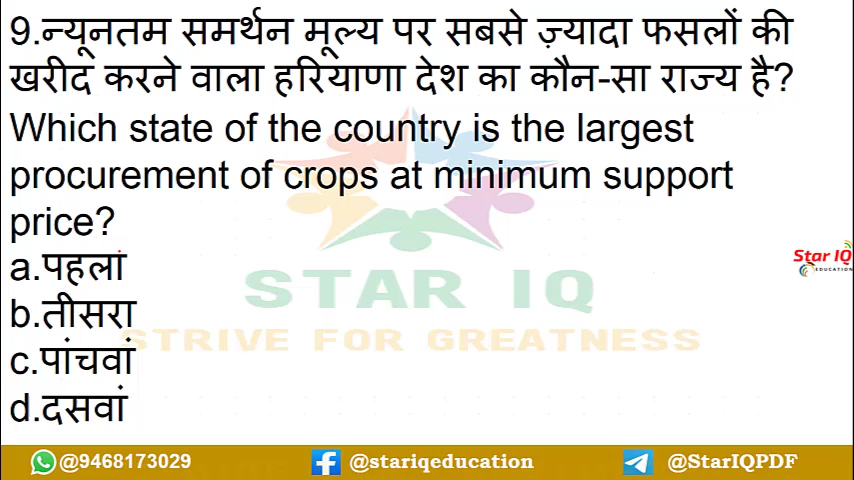 9.न्यूनतम समर्थन मूल्य पर सबसे ज़्यादा फसलों की
खरीद करने वाला हरियाणा देश का कौन-सा राज्य है?
Which state of the country is the largest
procurement of crops at minimum support
price?
a.पहलां
b.तीसरा
c.पांचवां
d.दसवां
STAR IQ
STRIVE FOR GREATNESS
Star IQ
EDUCATION
@9468173029 @stariqeducation @StarIQPDF